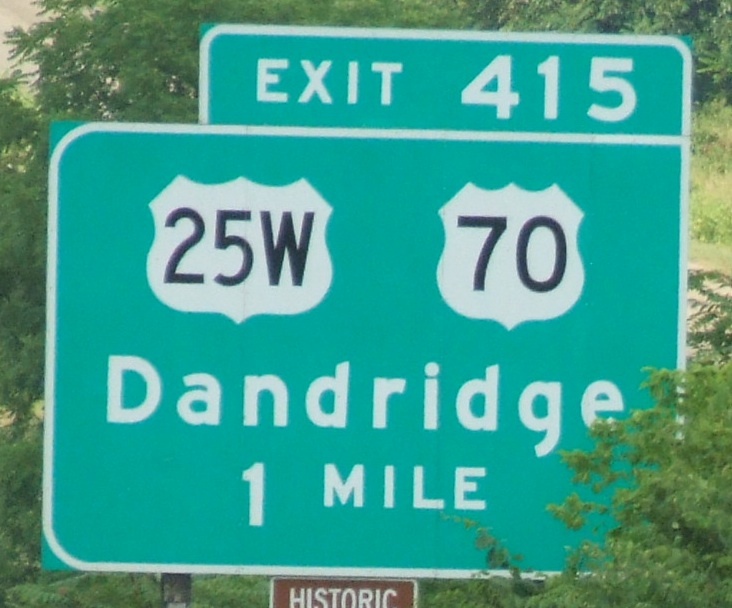 EXIT 415
25W 70
Dandridge
1 MILE
HISTORIC